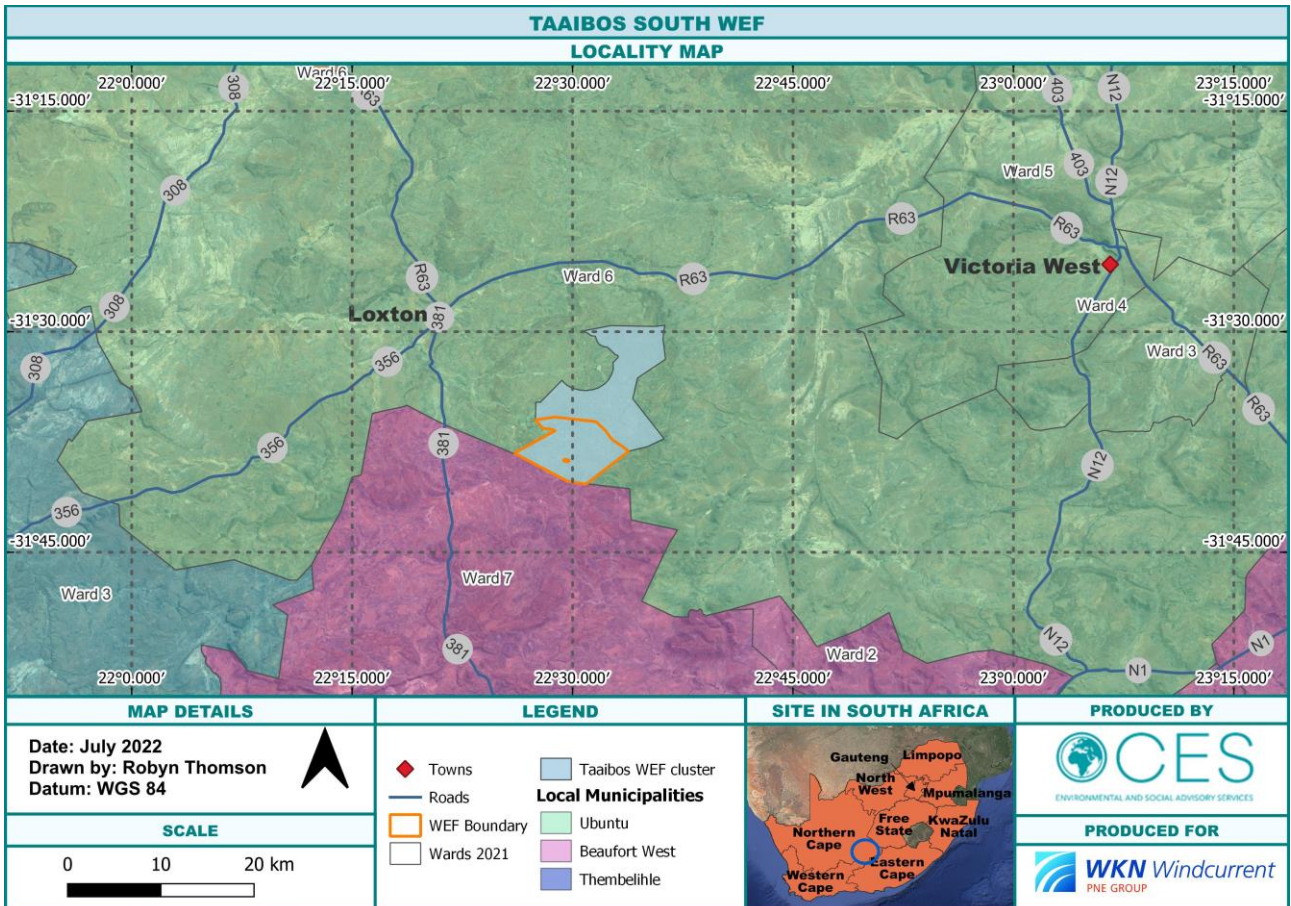 TAAIBOS SOUTH WEF
LOCALITY MAP
22°0.000′ 22°15.000′ 22°30.000′ 22°45.000′ 23°0.000′ 23°15.000′
-31°15.000′ -31°15.000′
Ward 6
308
R63
403
N12
308
403
N12
Ward 5
R63
R63
R63
Ward 6
R63
Victoria West
308
Loxton
381
Ward 4
-31°30.000′ -31°30.000′
308
356
Ward 3
R63
R63
356
381
N12
356
-31°45.000′ -31°45.000′
Ward 3
Ward 7
381
Ward 2
N12
N1
N1
22°0.000′ 22°15.000′ 22°30.000′ 22°45.000′ 23°0.000′ 23°15.000′
MAP DETAILS
Date: July 2022
Drawn by: Robyn Thomson
Datum: WGS 84
SCALE
0 10 20 km
LEGEND
Towns
Roads
WEF Boundary
Wards 2021
Taaibos WEF cluster
Local Municipalities
Ubuntu
Beaufort West
Thembelihle
SITE IN SOUTH AFRICA
Gauteng
Limpopo
North
West
Mpumalanga
Free
State
KwaZulu
Natal
Northern
Cape
Eastern
Cape
Western
Cape
PRODUCED BY
CES
ENVIRONMENTAL AND SOCIAL ADVISORY SERVICES
PRODUCED FOR
WKN Windcurrent
PNE GROUP